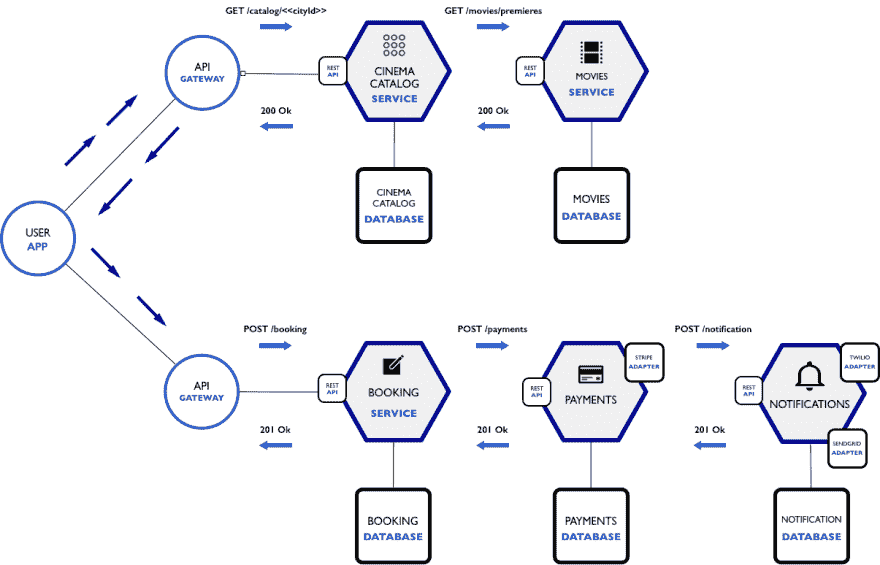 GET /catalog/<<cityId>>
GET /movies/premieres
API
GATEWAY
REST
API
CINEMA
CATALOG
SERVICE
REST
API
MOVIES
SERVICE
200 Ok
200 Ok
CINEMA
CATALOG
DATABASE
MOVIES
DATABASE
USER
APP
POST /booking
POST /payments
POST /notification
API
GATEWAY
REST
API
BOOKING
SERVICE
REST
API
PAYMENTS
STRIPE
ADAPTER
REST
API
NOTIFICATIONS
TWILIO
ADAPTER
SENDGRID
ADAPTER
201 Ok
201 Ok
201 Ok
BOOKING
DATABASE
PAYMENTS
DATABASE
NOTIFICATION
DATABASE